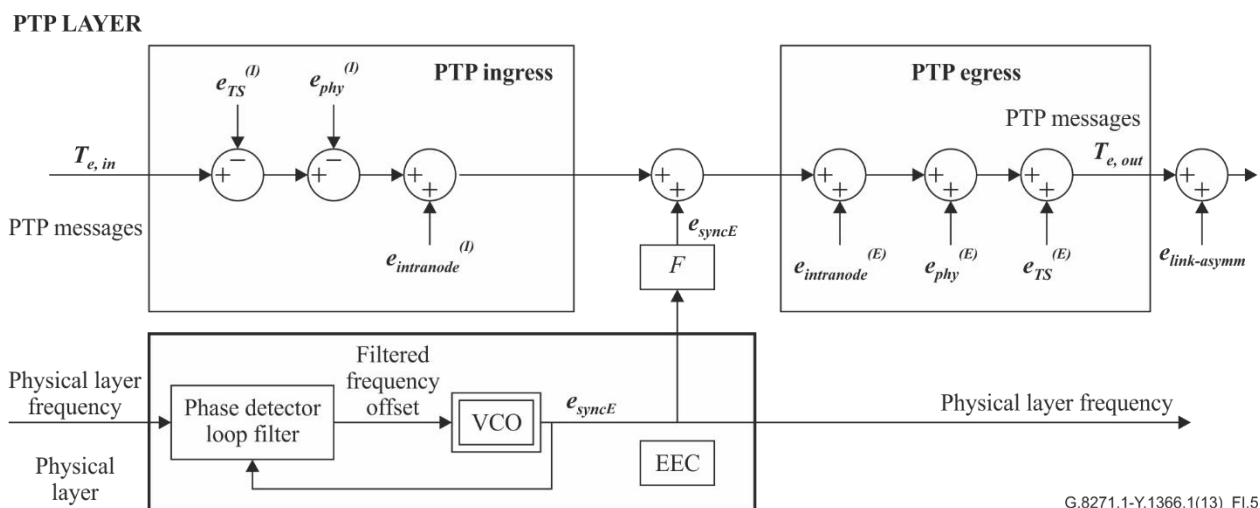 PTP LAYER
PTP ingress
PTP egress
e_TS^(I)
e_phy^(I)
PTP messages
T_e, in
T_e, out
− − + + + + + + + + + + + + + +
PTP messages
e_intranode^(I)
e_syncE
F
e_intranode^(E)
e_phy^(E)
e_TS^(E)
e_link-asymm
Physical layer
frequency
Phase detector
loop filter
Filtered
frequency
offset
VCO
e_syncE
Physical layer frequency
EEC
Physical
layer
G.8271.1-Y.1366.1(13)_FI.5